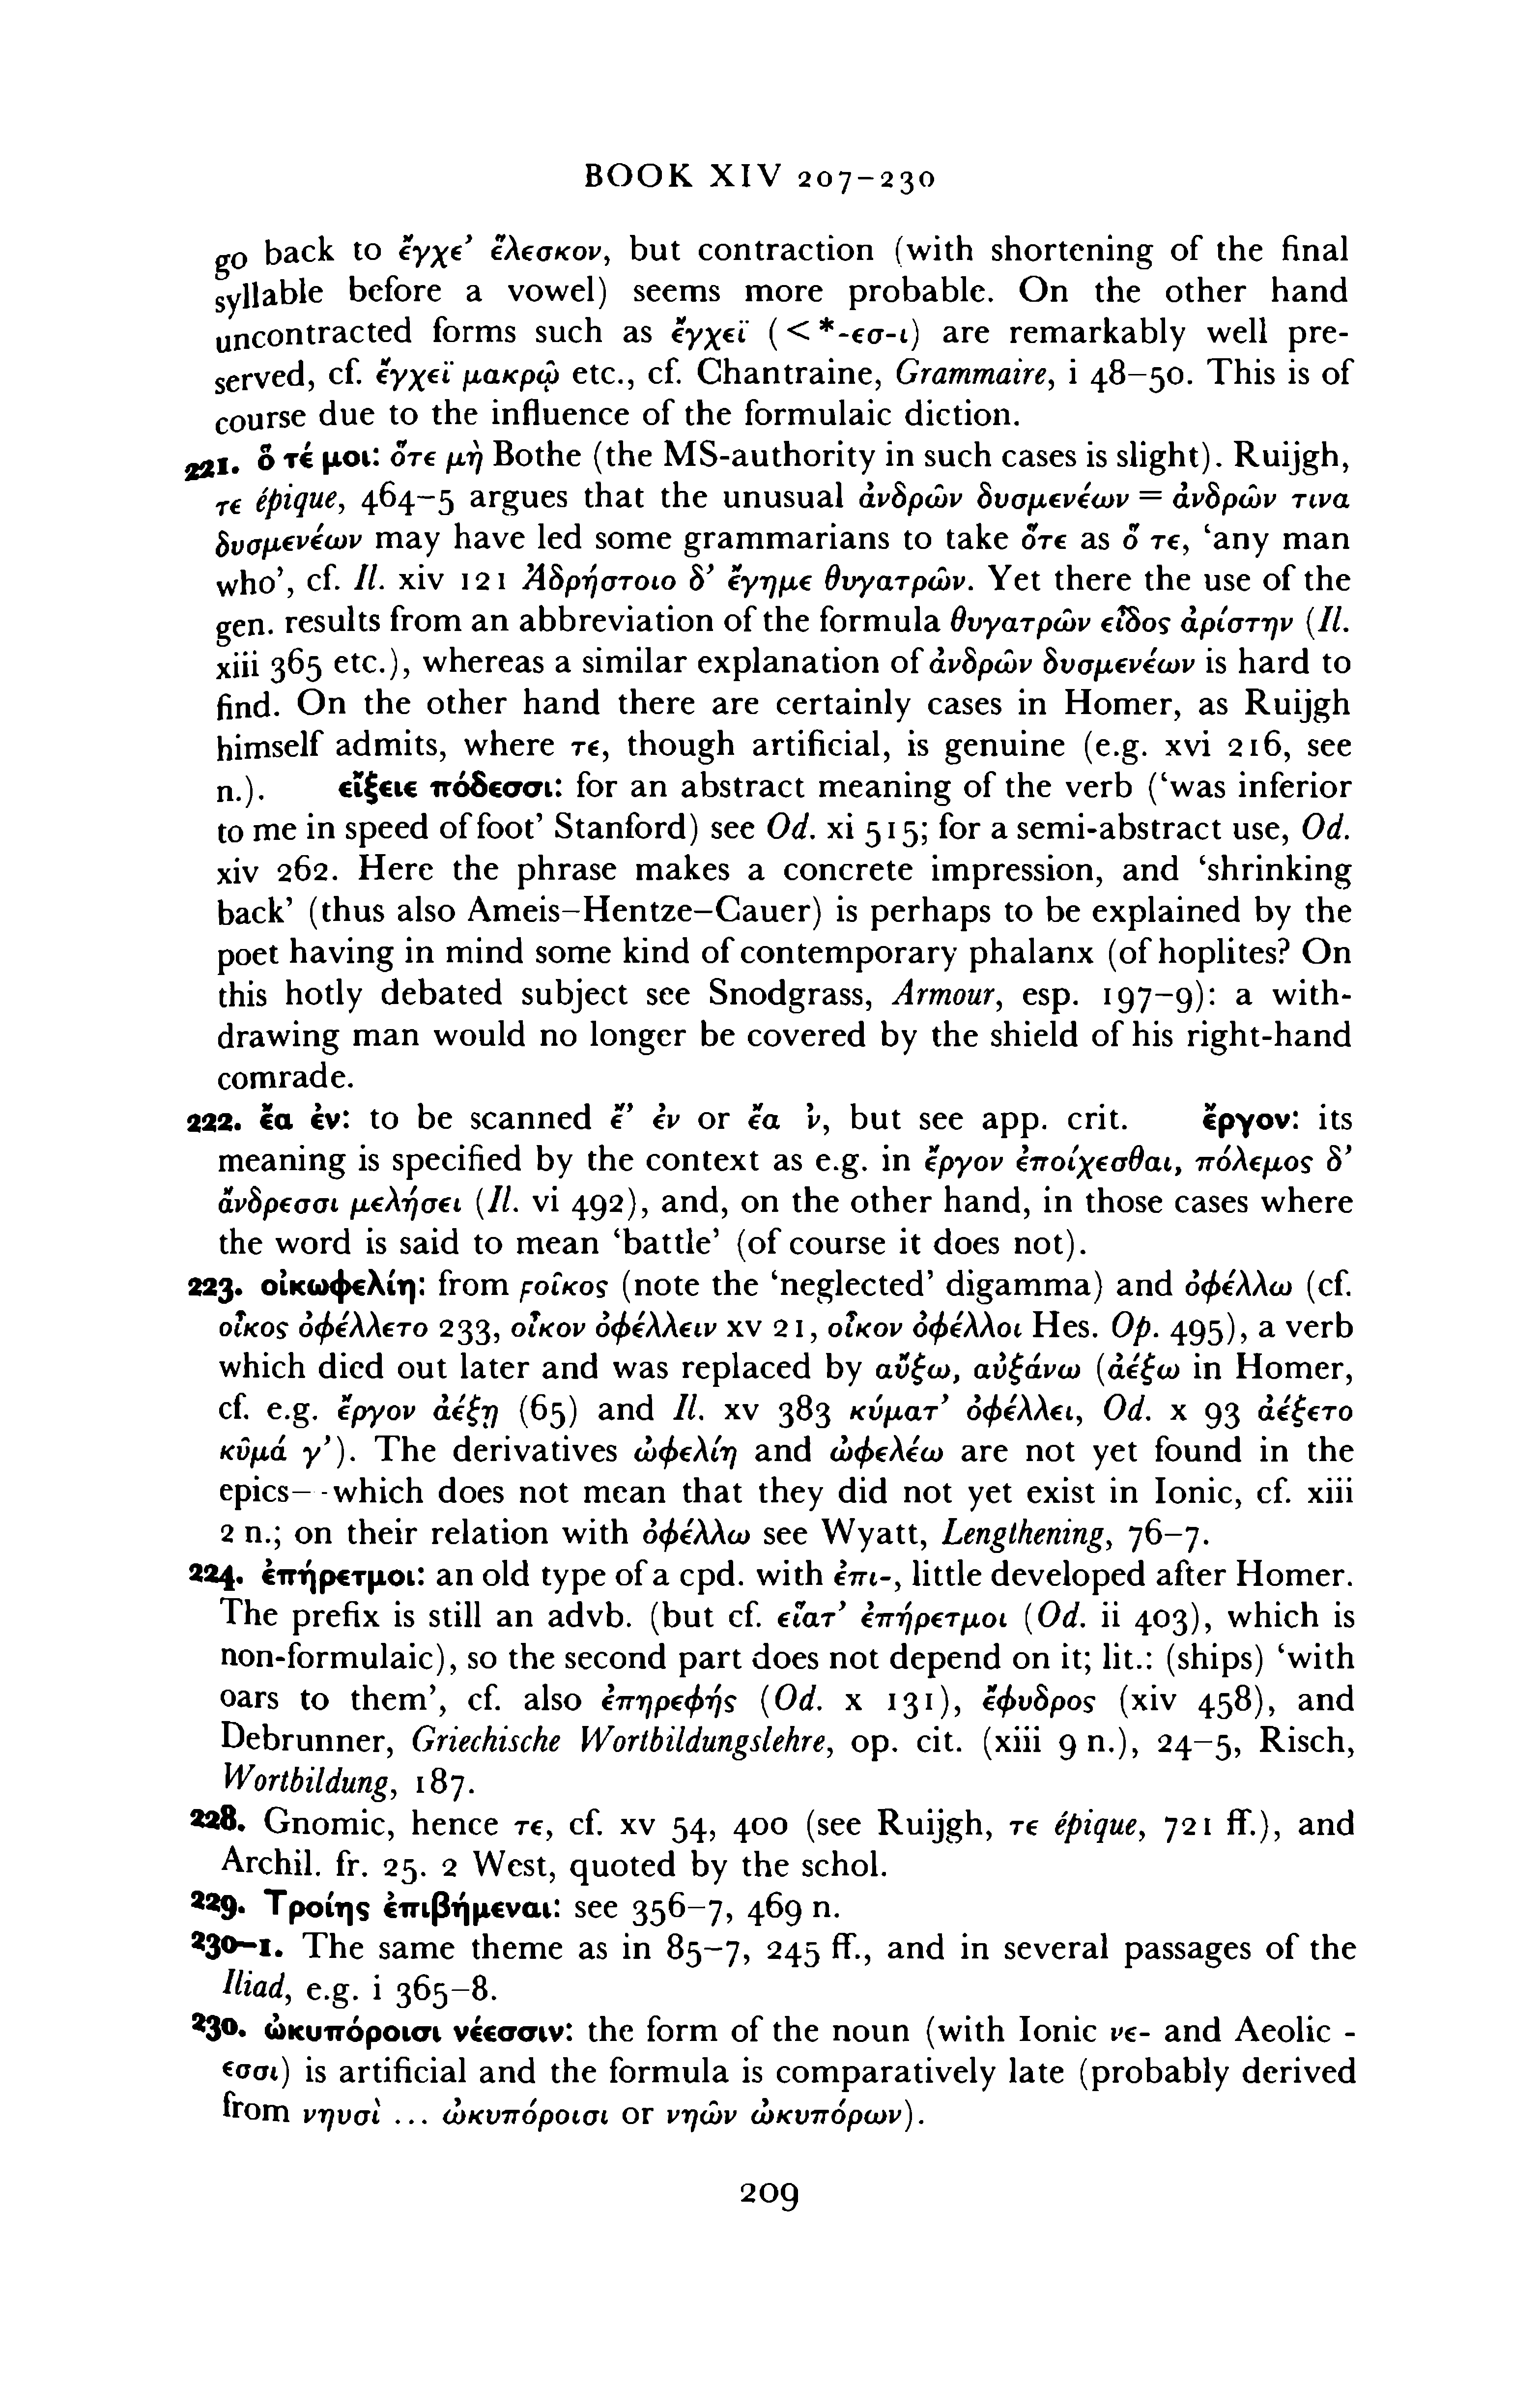 BOOK XIV 207–230
go back to ἔγχε’ ἕλεσκον, but contraction (with shortening of the final
syllable before a vowel) seems more probable. On the other hand
uncontracted forms such as ἔγχεϊ (<*-εσ-ι) are remarkably well pre-
served, cf. ἔγχεϊ μακρῷ etc., cf. Chantraine, Grammaire, i 48–50. This is of
course due to the influence of the formulaic diction.
221. ὅ τέ μοι: ὅτε μὴ Bothe (the MS-authority in such cases is slight). Ruijgh,
τε épique, 464–5 argues that the unusual ἀνδρῶν δυσμενέων = ἀνδρῶν τινα
δυσμενέων may have led some grammarians to take ὅτε as ὅ τε, ‘any man
who’, cf. Il. xiv 121 Ἀδρήστοιο δ’ ἔγημε θυγατρῶν. Yet there the use of the
gen. results from an abbreviation of the formula θυγατρῶν εἶδος ἀρίστην (Il.
xiii 365 etc.), whereas a similar explanation of ἀνδρῶν δυσμενέων is hard to
find. On the other hand there are certainly cases in Homer, as Ruijgh
himself admits, where τε, though artificial, is genuine (e.g. xvi 216, see
n.). εἴξειε πόδεσσι: for an abstract meaning of the verb (‘was inferior
to me in speed of foot’ Stanford) see Od. xi 515; for a semi-abstract use, Od.
xiv 262. Here the phrase makes a concrete impression, and ‘shrinking
back’ (thus also Ameis–Hentze–Cauer) is perhaps to be explained by the
poet having in mind some kind of contemporary phalanx (of hoplites? On
this hotly debated subject see Snodgrass, Armour, esp. 197–9): a with-
drawing man would no longer be covered by the shield of his right-hand
comrade.
222. ἔα ἐν: to be scanned ἔ’ ἐν or ἔα ’ν, but see app. crit. ἔργον: its
meaning is specified by the context as e.g. in ἔργον ἐποίχεσθαι, πόλεμος δ’
ἄνδρεσσι μελήσει (Il. vi 492), and, on the other hand, in those cases where
the word is said to mean ‘battle’ (of course it does not).
223. οἰκωφελίη: from ϝοῖκος (note the ‘neglected’ digamma) and ὀφέλλω (cf.
οἶκος ὀφέλλετο 233, οἶκον ὀφέλλειν xv 21, οἶκον ὀφέλλοι Hes. Op. 495), a verb
which died out later and was replaced by αὔξω, αὐξάνω (ἀέξω in Homer,
cf. e.g. ἔργον ἀέξῃ (65) and Il. xv 383 κύματ’ ὀφέλλει, Od. x 93 ἀέξετο
κῦμά γ’). The derivatives ὠφελίη and ὠφελέω are not yet found in the
epics—which does not mean that they did not yet exist in Ionic, cf. xiii
2 n.; on their relation with ὀφέλλω see Wyatt, Lengthening, 76–7.
224. ἐπήρετμοι: an old type of a cpd. with ἐπι-, little developed after Homer.
The prefix is still an advb. (but cf. εἵατ’ ἐπήρετμοι (Od. ii 403), which is
non-formulaic), so the second part does not depend on it; lit.: (ships) ‘with
oars to them’, cf. also ἐπηρεφής (Od. x 131), ἔφυδρος (xiv 458), and
Debrunner, Griechische Wortbildungslehre, op. cit. (xiii 9 n.), 24–5, Risch,
Wortbildung, 187.
228. Gnomic, hence τε, cf. xv 54, 400 (see Ruijgh, τε épique, 721 ff.), and
Archil. fr. 25. 2 West, quoted by the schol.
229. Τροίης ἐπιβήμεναι: see 356–7, 469 n.
230–1. The same theme as in 85–7, 245 ff., and in several passages of the
Iliad, e.g. i 365–8.
230. ὠκυπόροισι νέεσσιν: the form of the noun (with Ionic νε- and Aeolic -
εσσι) is artificial and the formula is comparatively late (probably derived
from νηυσὶ ... ὠκυπόροισι or νηῶν ὠκυπόρων).
209